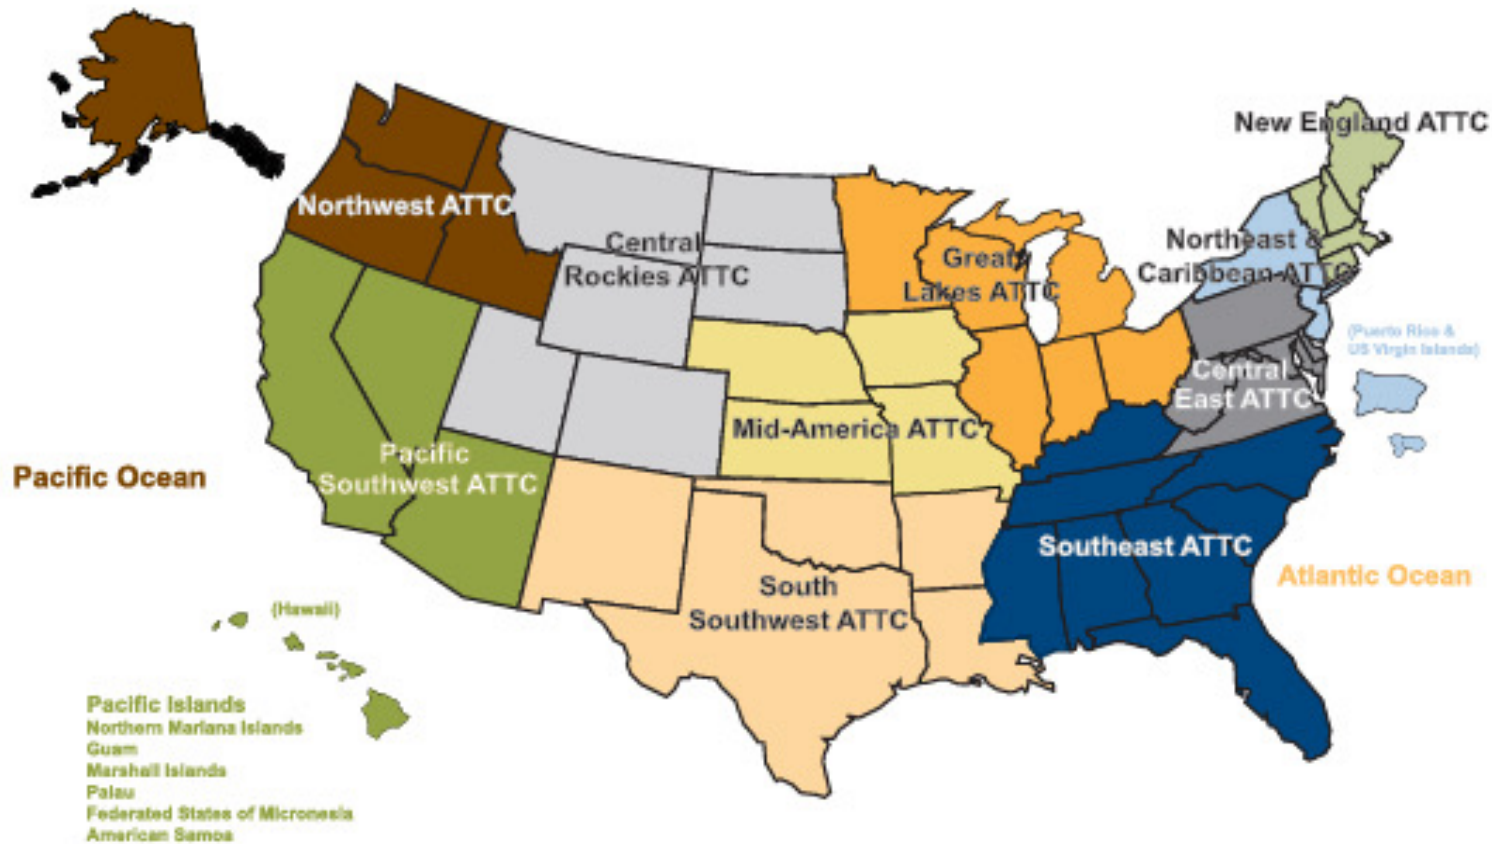 New England ATTC
Northwest ATTC
Central
Rockies ATTC
Great
Lakes ATTC
Northeast &
Caribbean ATTC
(Puerto Rico &
US Virgin Islands)
Central
East ATTC
Mid-America ATTC
Pacific
Southwest ATTC
Pacific Ocean
Southeast ATTC
Atlantic Ocean
South
Southwest ATTC
(Hawaii)
Pacific Islands
Northern Mariana Islands
Guam
Marshall Islands
Palau
Federated States of Micronesia
American Samoa